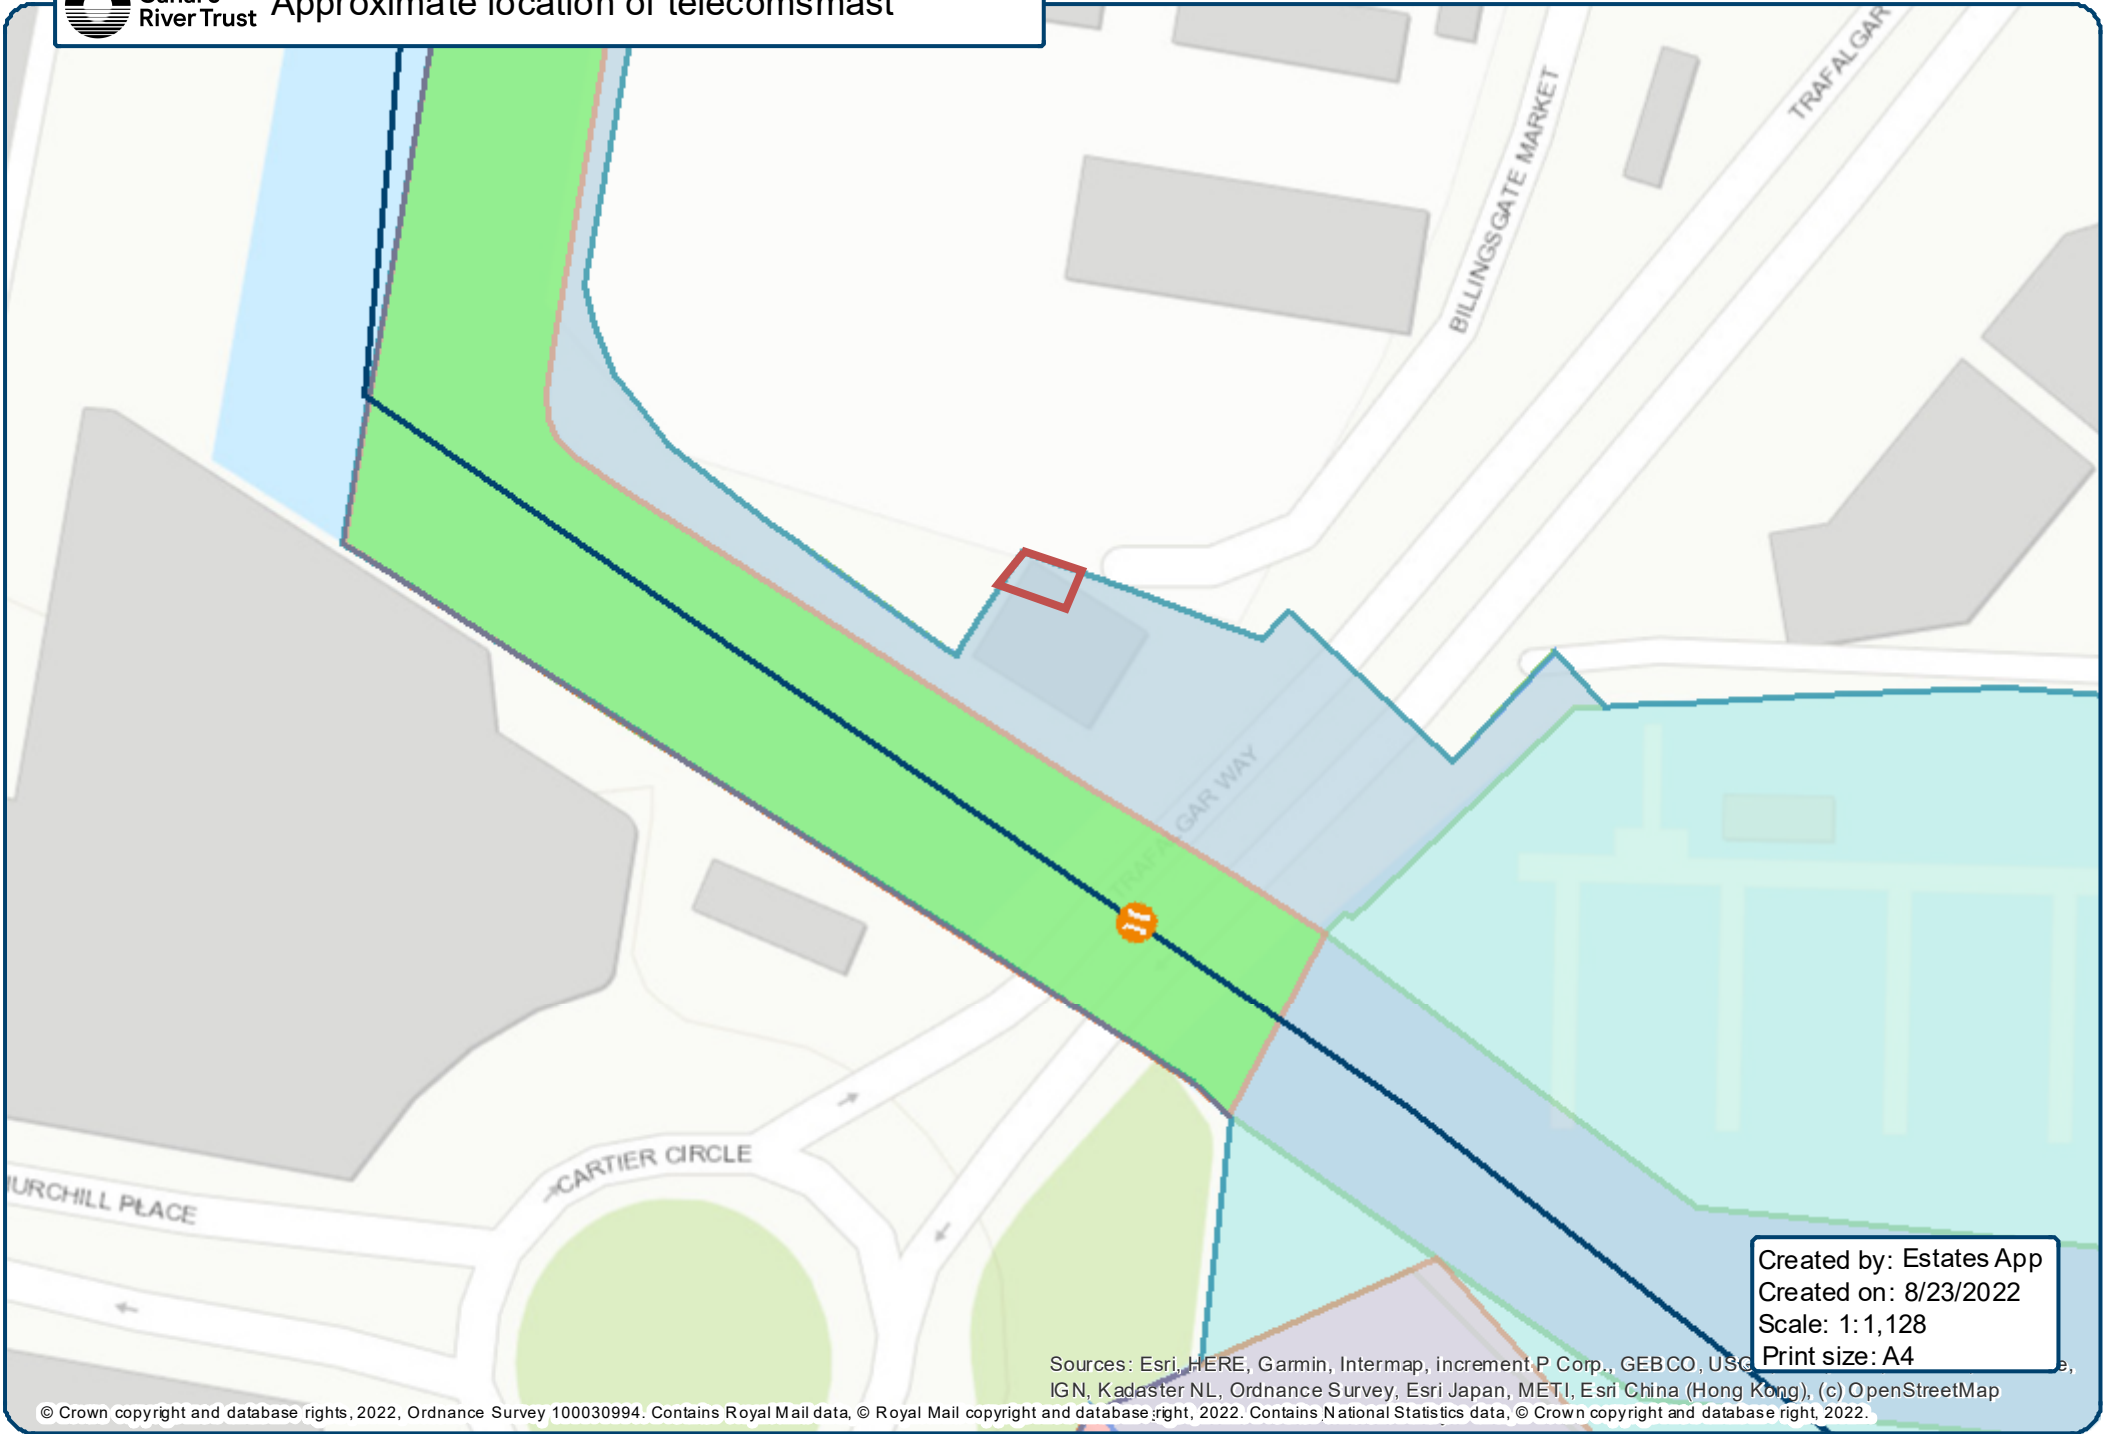 River Trust
Approximate location of telecomsmast
TRAFALGAR
BILLINGSGATE MARKET
TRAFALGAR WAY
CARTIER CIRCLE
PLACE
Created by: Estates App
Created on: 8/23/2022
Scale: 1:1,128
Print size: A4
Sources: Esri, HERE, Garmin, Intermap, increment P Corp., GEBCO,
IGN, Kadaster NL, Ordnance Survey, Esri Japan, METI, Esri China (Hong Kong), (c) OpenStreetMap
© Crown copyright and database rights, 2022, Ordnance Survey 100030994. Contains Royal Mail data, © Royal Mail copyright and database right, 2022. Contains National Statistics data, © Crown copyright and database right, 2022.